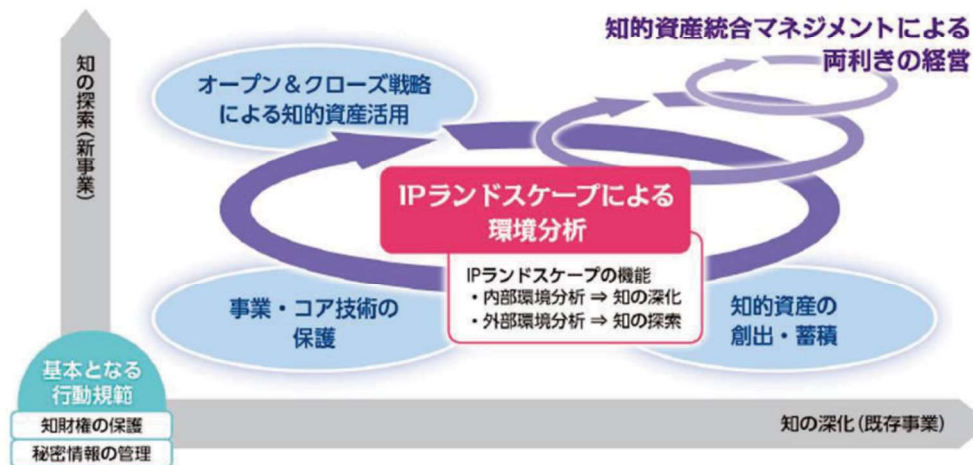 知的資産統合マネジメントによる
両利きの経営
知の探索(新事業)
オープン＆クローズ戦略
による知的資産活用
IPランドスケープによる
環境分析
IPランドスケープの機能
・内部環境分析 ⇒ 知の深化
・外部環境分析 ⇒ 知の探索
事業・コア技術の
保護
知的資産の
創出・蓄積
基本となる
行動規範
知財権の保護
秘密情報の管理
知の深化(既存事業)